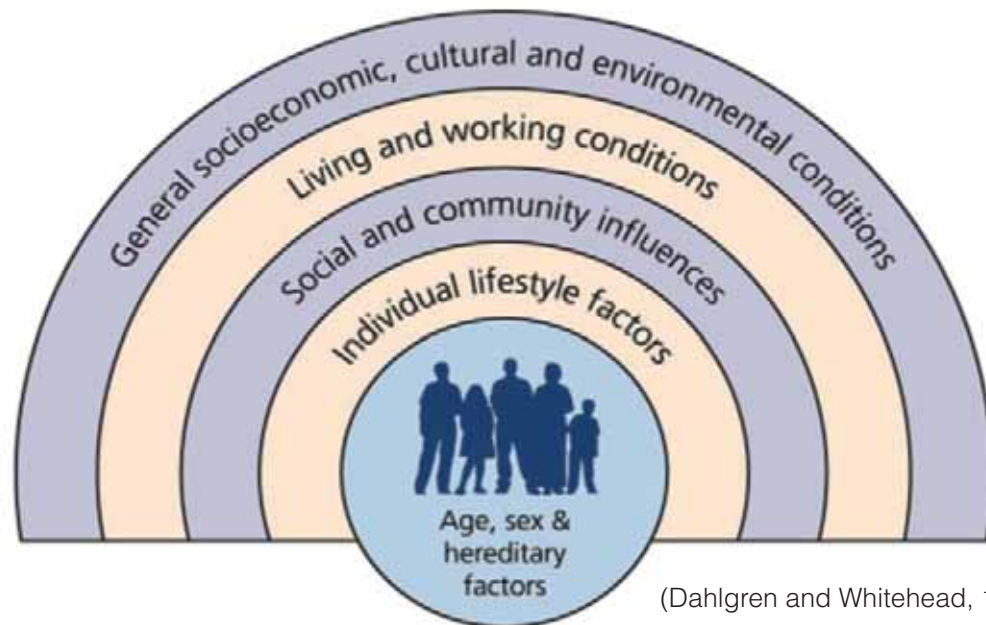 General socioeconomic, cultural and environmental conditions
Living and working conditions
Social and community influences
Individual lifestyle factors
Age, sex &
hereditary
factors
(Dahlgren and Whitehead,